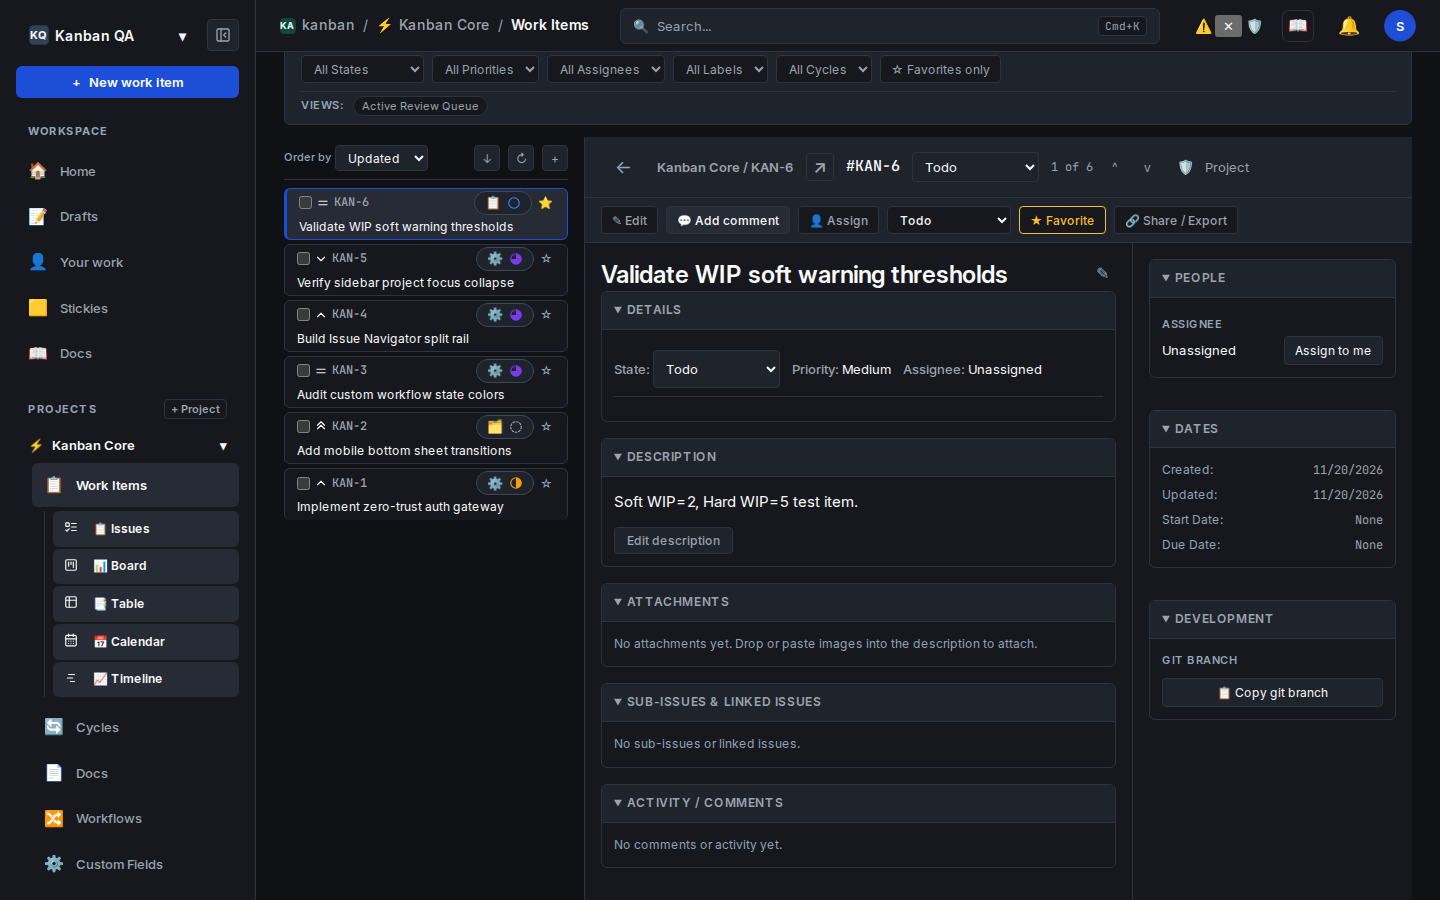 KQ Kanban QA ▾
+ New work item
WORKSPACE
Home
Drafts
Your work
Stickies
Docs
PROJECTS + Project
Kanban Core ▾
Work Items
Issues
Board
Table
Calendar
Timeline
Cycles
Docs
Workflows
Custom Fields
KA kanban / Kanban Core / Work Items
Search... Cmd+K
S
All States All Priorities All Assignees All Labels All Cycles ☆ Favorites only
VIEWS: Active Review Queue
Order by Updated ↓ +
KAN-6
Validate WIP soft warning thresholds
KAN-5
Verify sidebar project focus collapse
KAN-4
Build Issue Navigator split rail
KAN-3
Audit custom workflow state colors
KAN-2
Add mobile bottom sheet transitions
KAN-1
Implement zero-trust auth gateway
← Kanban Core / KAN-6 #KAN-6 Todo 1 of 6 ^ v Project
✎ Edit Add comment Assign Todo ★ Favorite Share / Export
Validate WIP soft warning thresholds ✎
▾ DETAILS
State: Todo Priority: Medium Assignee: Unassigned
▾ DESCRIPTION
Soft WIP=2, Hard WIP=5 test item.
Edit description
▾ ATTACHMENTS
No attachments yet. Drop or paste images into the description to attach.
▾ SUB-ISSUES & LINKED ISSUES
No sub-issues or linked issues.
▾ ACTIVITY / COMMENTS
No comments or activity yet.
▾ PEOPLE
ASSIGNEE
Unassigned Assign to me
▾ DATES
Created: 11/20/2026
Updated: 11/20/2026
Start Date: None
Due Date: None
▾ DEVELOPMENT
GIT BRANCH
Copy git branch